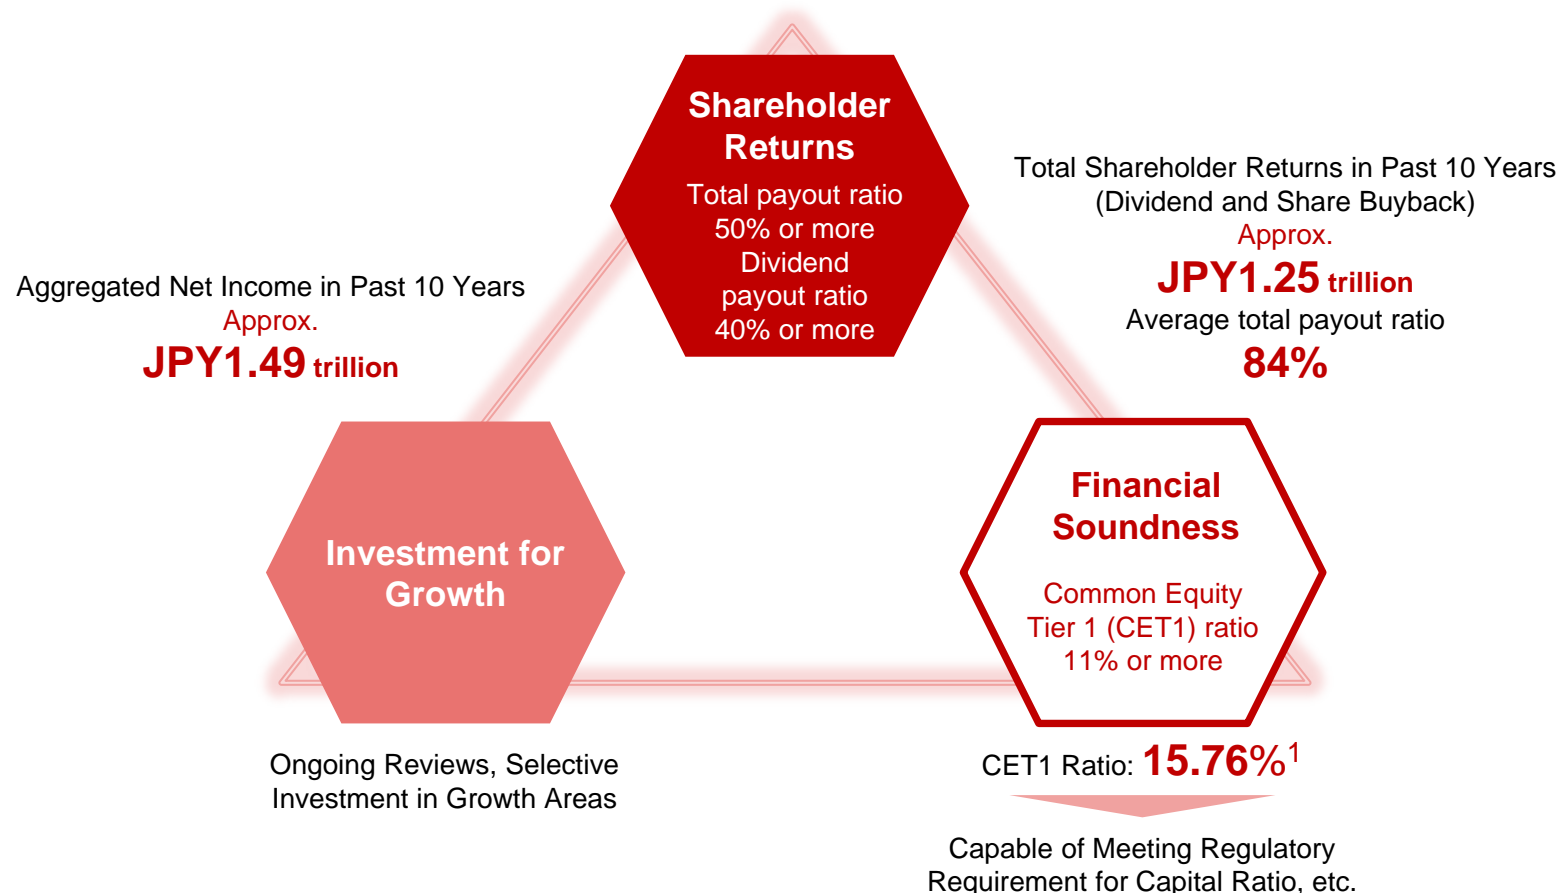 Shareholder
Returns
Total payout ratio
50% or more
Dividend
payout ratio
40% or more
Total Shareholder Returns in Past 10 Years
(Dividend and Share Buyback)
Approx.
JPY1.25 trillion
Average total payout ratio
84%
Aggregated Net Income in Past 10 Years
Approx.
JPY1.49 trillion
Investment for
Growth
Ongoing Reviews, Selective
Investment in Growth Areas
Financial
Soundness
Common Equity
Tier 1 (CET1) ratio
11% or more
CET1 Ratio: 15.76%1
Capable of Meeting Regulatory
Requirement for Capital Ratio, etc.